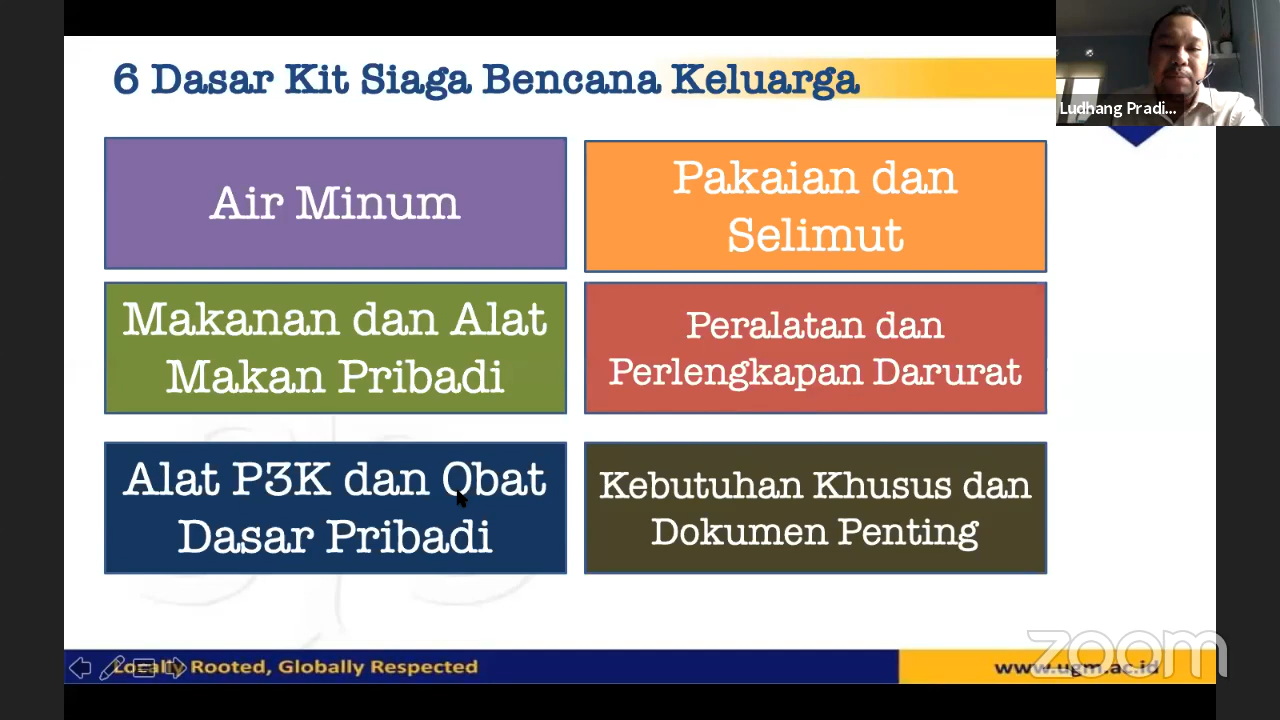 6 Dasar Kit Siaga Bencana Keluarga
Ludhang Pradi...
Air Minum
Pakaian dan
Selimut
Makanan dan Alat
Makan Pribadi
Peralatan dan
Perlengkapan Darurat
Alat P3K dan Obat
Dasar Pribadi
Kebutuhan Khusus dan
Dokumen Penting
Locally Rooted, Globally Respected
www.ugm.ac.id
zoom